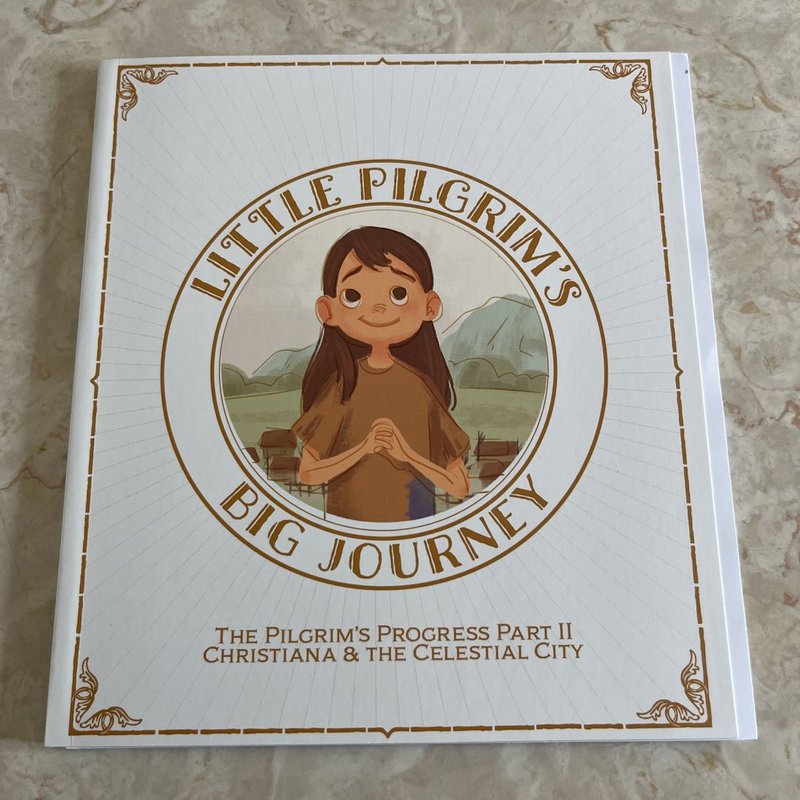 LITTLE PILGRIM'S
BIG JOURNEY
THE PILGRIM'S PROGRESS PART II
CHRISTIANA & THE CELESTIAL CITY